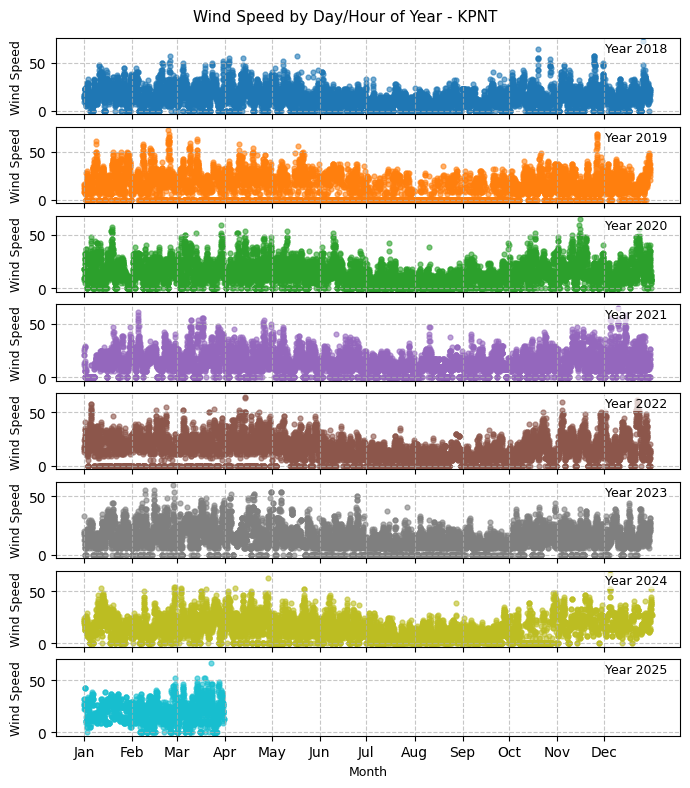 Wind Speed by Day/Hour of Year - KPNT
Wind Speed
50
0
Year 2018
Wind Speed
50
0
Year 2019
Wind Speed
50
0
Year 2020
Wind Speed
50
0
Year 2021
Wind Speed
50
0
Year 2022
Wind Speed
50
0
Year 2023
Wind Speed
50
0
Year 2024
Wind Speed
50
0
Year 2025
Jan Feb Mar Apr May Jun Jul Aug Sep Oct Nov Dec
Month